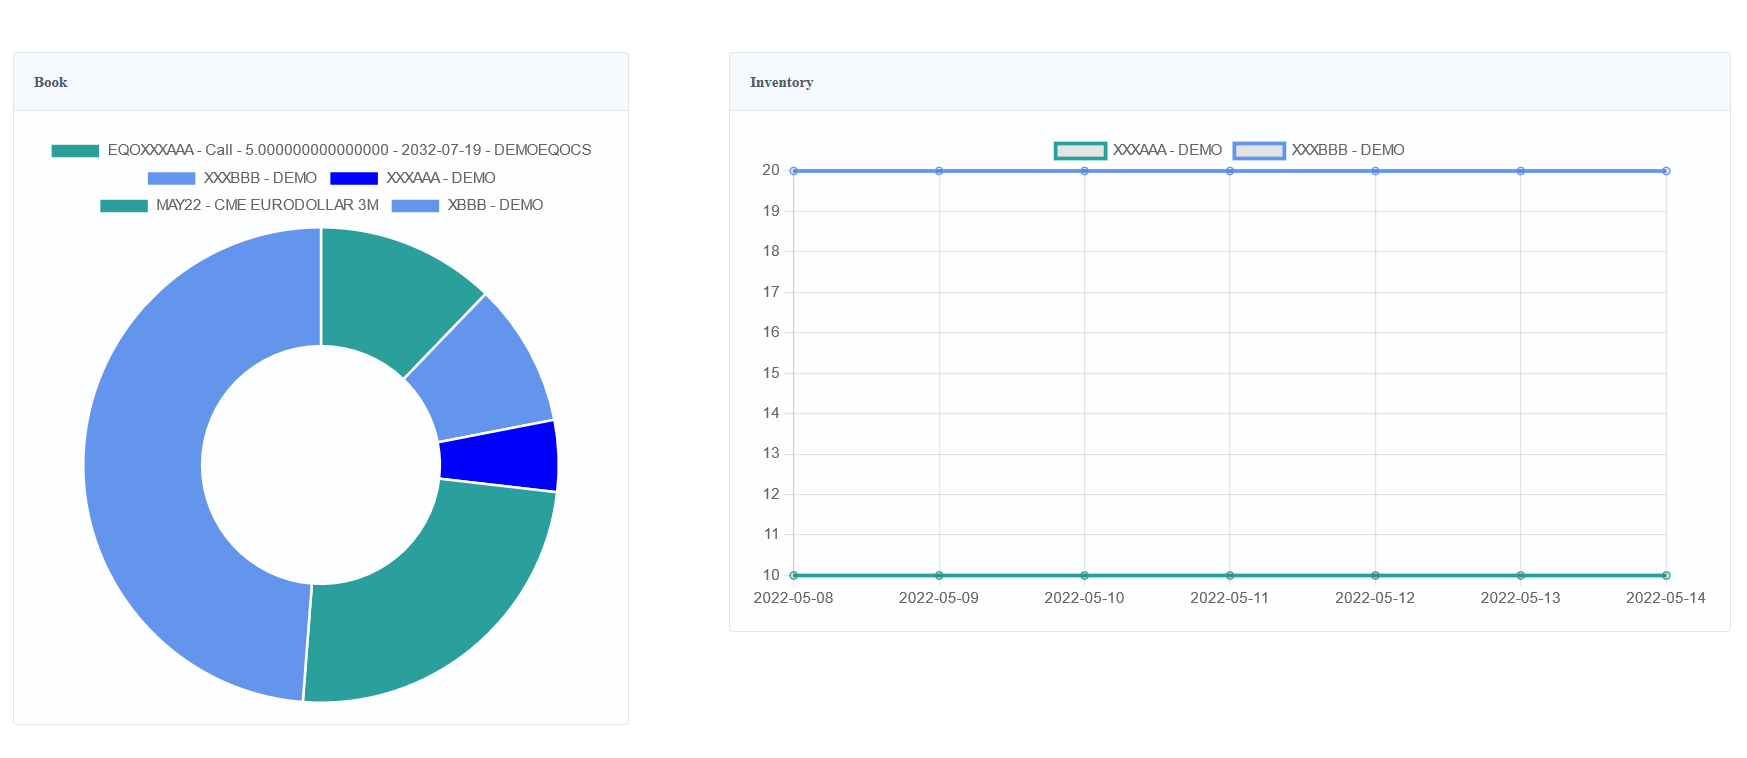 Book
EQOXXXAAA - Call - 5.000000000000000 - 2032-07-19 - DEMOEQOCS
XXXBBB - DEMO XXXAAA - DEMO
MAY22 - CME EURODOLLAR 3M XBBB - DEMO
Inventory
XXXAAA - DEMO XXXBBB - DEMO
20
19
18
17
16
15
14
13
12
11
10
2022-05-08 2022-05-09 2022-05-10 2022-05-11 2022-05-12 2022-05-13 2022-05-14